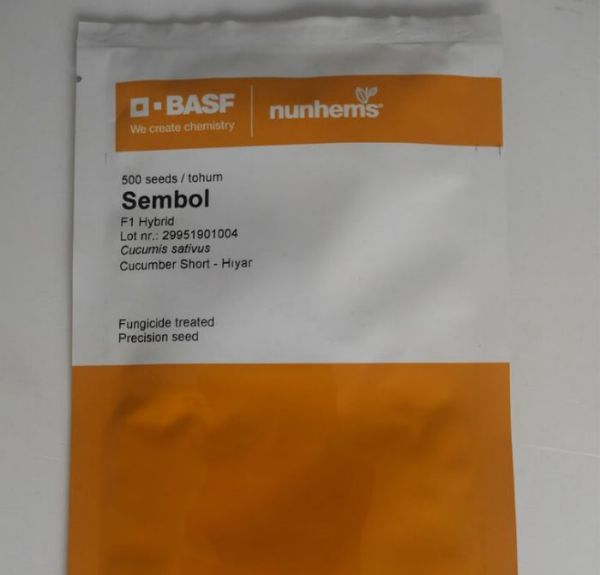 BASF
We create chemistry
nunhems®
500 seeds / tohum
Sembol
F1 Hybrid
Lot nr.: 29951901004
Cucumis sativus
Cucumber Short - Hıyar
Fungicide treated
Precision seed